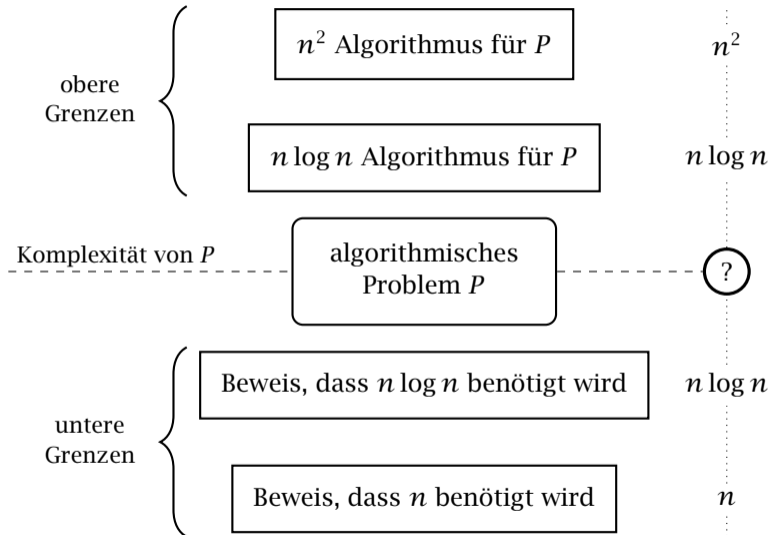 n² Algorithmus für P
n²
obere
Grenzen
n log n Algorithmus für P
n log n
Komplexität von P
algorithmisches
Problem P
?
Beweis, dass n log n benötigt wird
n log n
untere
Grenzen
Beweis, dass n benötigt wird
n